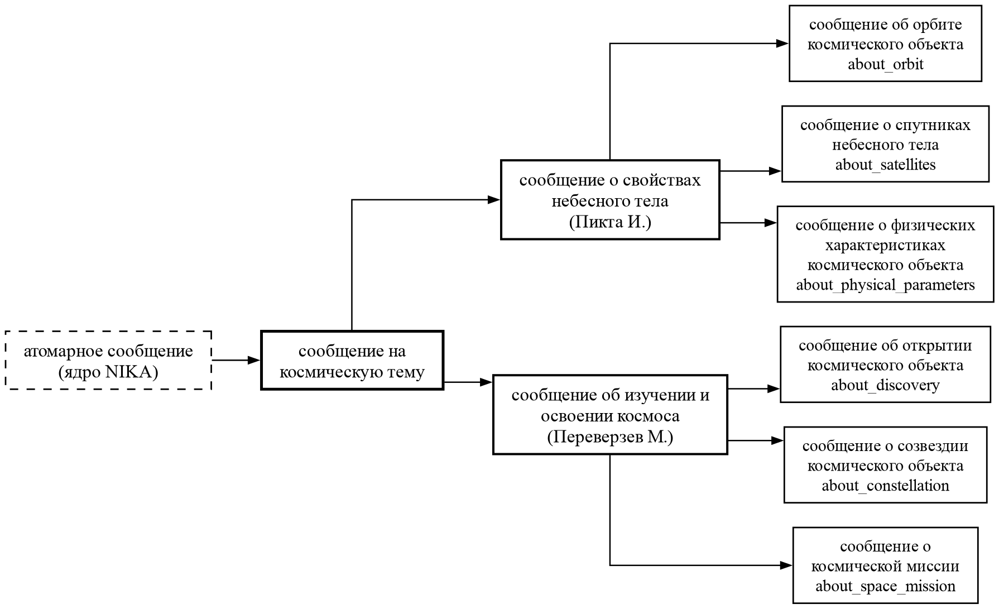 атомарное сообщение
(ядро NIKA)
сообщение на
космическую тему
сообщение о свойствах
небесного тела
(Пикта И.)
сообщение об орбите
космического объекта
about_orbit
сообщение о спутниках
небесного тела
about_satellites
сообщение о физических
характеристиках
космического объекта
about_physical_parameters
сообщение об изучении и
освоении космоса
(Переверзев М.)
сообщение об открытии
космического объекта
about_discovery
сообщение о созвездии
космического объекта
about_constellation
сообщение о
космической миссии
about_space_mission